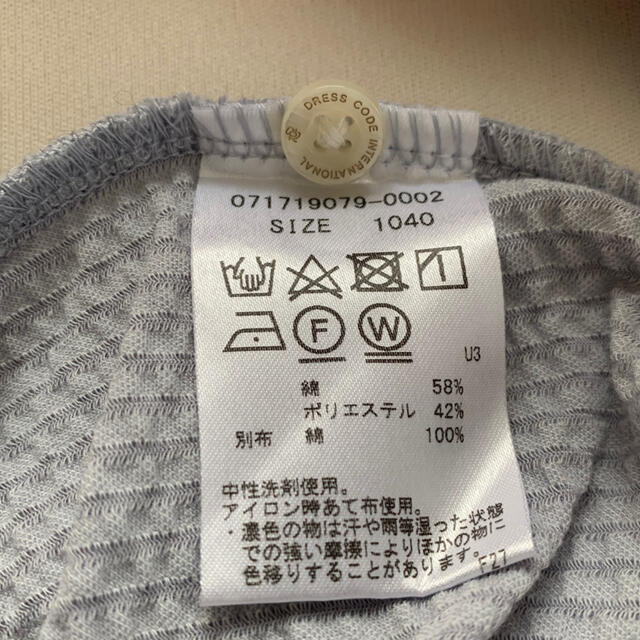 DRESS CODE INTERNATIONAL
071719079-0002
SIZE 1040
F W
U3
綿 58%
ポリエステル 42%
別布 綿 100%
中性洗剤使用。
アイロン時あて布使用。
・濃色の物は汗や雨等湿った状態
での強い摩擦によりほかの物に
色移りすることがあります。
F27